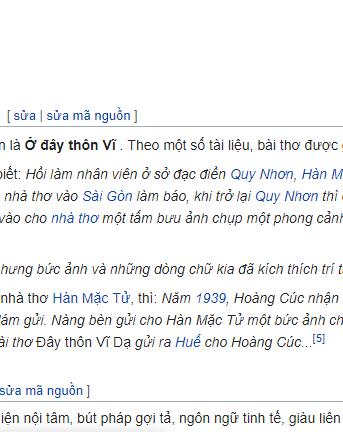 [ sửa | sửa mã nguồn ]
n là Ở đây thôn Vĩ . Theo một số tài liệu, bài thơ được
biết: Hồi làm nhân viên ở sở đạc điền Quy Nhơn, Hàn M
nhà thơ vào Sài Gòn làm báo, khi trở lại Quy Nhơn thì
vào cho nhà thơ một tấm bưu ảnh chụp một phong cảnh
hưng bức ảnh và những dòng chữ kia đã kích thích trí t
nhà thơ Hàn Mặc Tử, thì: Năm 1939, Hoàng Cúc nhận
ám gửi. Nàng bèn gửi cho Hàn Mặc Tử một bức ảnh ch
ài thơ Đây thôn Vĩ Dạ gửi ra Huế cho Hoàng Cúc...[5]
sửa mã nguồn ]
iện nội tâm, bút pháp gợi tả, ngôn ngữ tinh tế, giàu liên